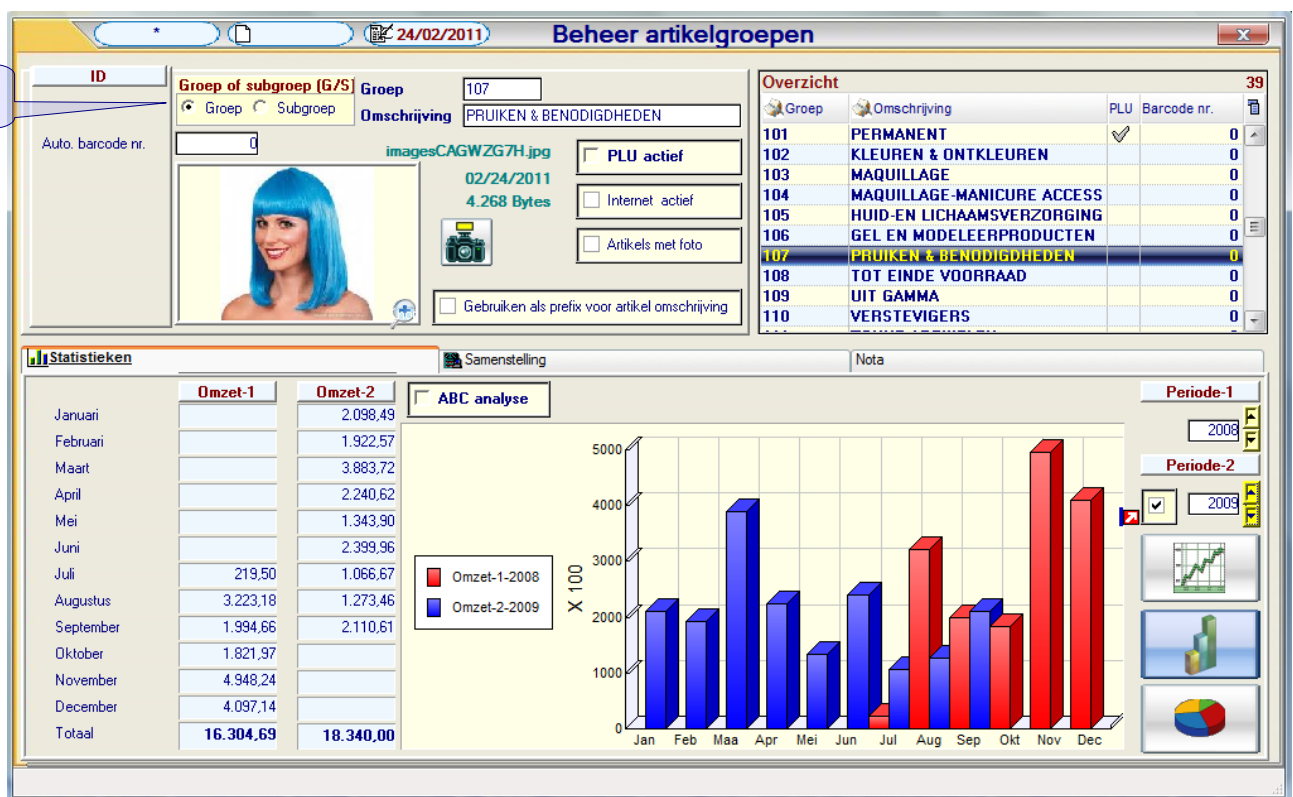 * 24/02/2011 Beheer artikelgroepen
ID
Auto. barcode nr.
Groep of subgroep (G/S)
Groep Subgroep
0
Groep 107
Omschrijving PRUIKEN & BENODIGDHEDEN
imagesCAGWZG7H.jpg
02/24/2011
4.268 Bytes
PLU actief
Internet actief
Artikels met foto
Gebruiken als prefix voor artikel omschrijving
Overzicht 39
Groep Omschrijving PLU Barcode nr.
101 PERMANENT 0
102 KLEUREN & ONTKLEUREN 0
103 MAQUILLAGE 0
104 MAQUILLAGE-MANICURE ACCESS 0
105 HUID-EN LICHAAMSVERZORGING 0
106 GEL EN MODELEERPRODUCTEN 0
107 PRUIKEN & BENODIGDHEDEN 0
108 TOT EINDE VOORRAAD 0
109 UIT GAMMA 0
110 VERSTEVIGERS 0
Statistieken Samenstelling Nota
Omzet-1 Omzet-2
Januari 2.098,49
Februari 1.922,57
Maart 3.883,72
April 2.240,62
Mei 1.343,90
Juni 2.399,96
Juli 219,50 1.066,67
Augustus 3.223,18 1.273,46
September 1.994,66 2.110,61
Oktober 1.821,97
November 4.948,24
December 4.097,14
Totaal 16.304,69 18.340,00
ABC analyse
5000
4000
3000
2000
1000
0
X 100
Omzet-1-2008
Omzet-2-2009
Jan Feb Maa Apr Mei Jun Jul Aug Sep Okt Nov Dec
Periode-1
2008
Periode-2
2009